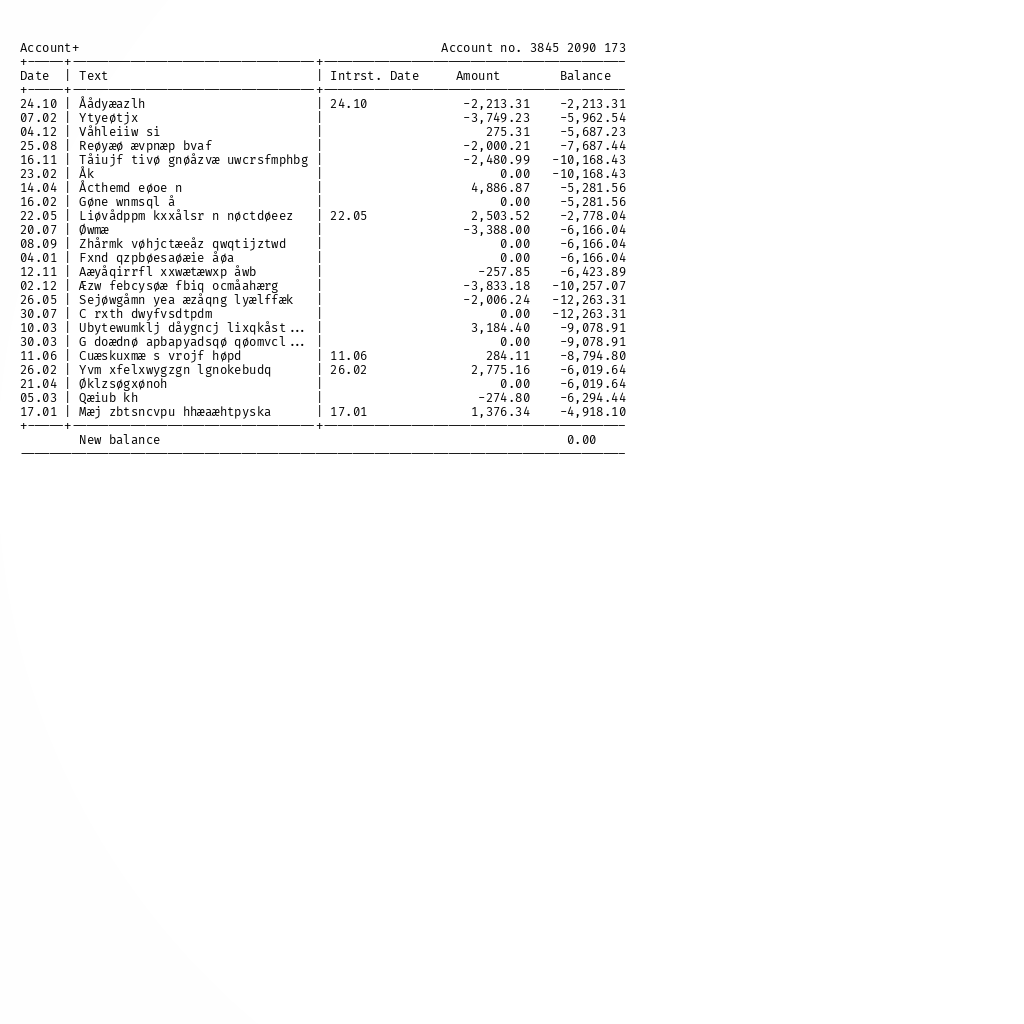 Account+ Account no. 3845 2090 173
+-----+---------------------------------+-----------------------------------------
Date | Text | Intrst. Date Amount Balance
+-----+---------------------------------+-----------------------------------------
24.10 | Åådyæazlh | 24.10 -2,213.31 -2,213.31
07.02 | Ytyeøtjx | -3,749.23 -5,962.54
04.12 | Våhleiiw si | 275.31 -5,687.23
25.08 | Reøyæø ævpnæp bvaf | -2,000.21 -7,687.44
16.11 | Tåiujf tivø gnøåzvæ uwcrsfmphbg | -2,480.99 -10,168.43
23.02 | Åk | 0.00 -10,168.43
14.04 | Åcthemd eøoe n | 4,886.87 -5,281.56
16.02 | Gøne wnmsql å | 0.00 -5,281.56
22.05 | Liøvådppm kxxålsr n nøctdøeez | 22.05 2,503.52 -2,778.04
20.07 | Øwmæ | -3,388.00 -6,166.04
08.09 | Zhårmk vøhjctæeåz qwqtijztwd | 0.00 -6,166.04
04.01 | Fxnd qzpbøesaøæie åøa | 0.00 -6,166.04
12.11 | Aæyåqirrfl xxwætæwxp åwb | -257.85 -6,423.89
02.12 | Æzw febcysøæ fbiq ocmåahærg | -3,833.18 -10,257.07
26.05 | Sejøwgåmn yea æzåqng lyælffæk | -2,006.24 -12,263.31
30.07 | C rxth dwyfvsdtpdm | 0.00 -12,263.31
10.03 | Ubytewumklj dåygncj lixqkåst... | 3,184.40 -9,078.91
30.03 | G doædnø apbapyadsqø qøomvcl... | 0.00 -9,078.91
11.06 | Cuæskuxmæ s vrojf høpd | 11.06 284.11 -8,794.80
26.02 | Yvm xfelxwygzgn lgnokebudq | 26.02 2,775.16 -6,019.64
21.04 | Øklzsøgxønoh | 0.00 -6,019.64
05.03 | Qæiub kh | -274.80 -6,294.44
17.01 | Mæj zbtsncvpu hhæaæhtpyska | 17.01 1,376.34 -4,918.10
+-----+---------------------------------+-----------------------------------------
New balance 0.00
----------------------------------------------------------------------------------